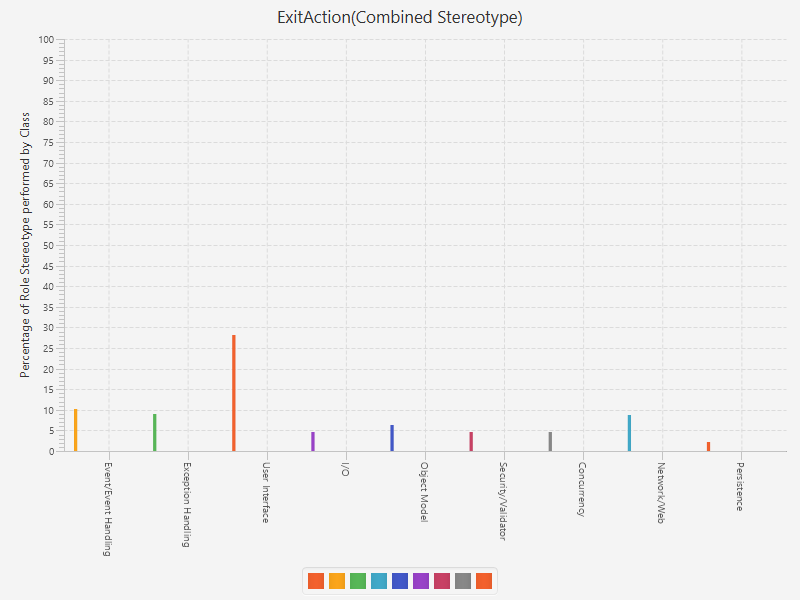 ExitAction(Combined Stereotype)
Percentage of Role Stereotype performed by Class
100
95
90
85
80
75
70
65
60
55
50
45
40
35
30
25
20
15
10
5
0
Event/Event Handling
Exception Handling
User Interface
I/O
Object Model
Security/Validator
Concurrency
Network/Web
Persistence